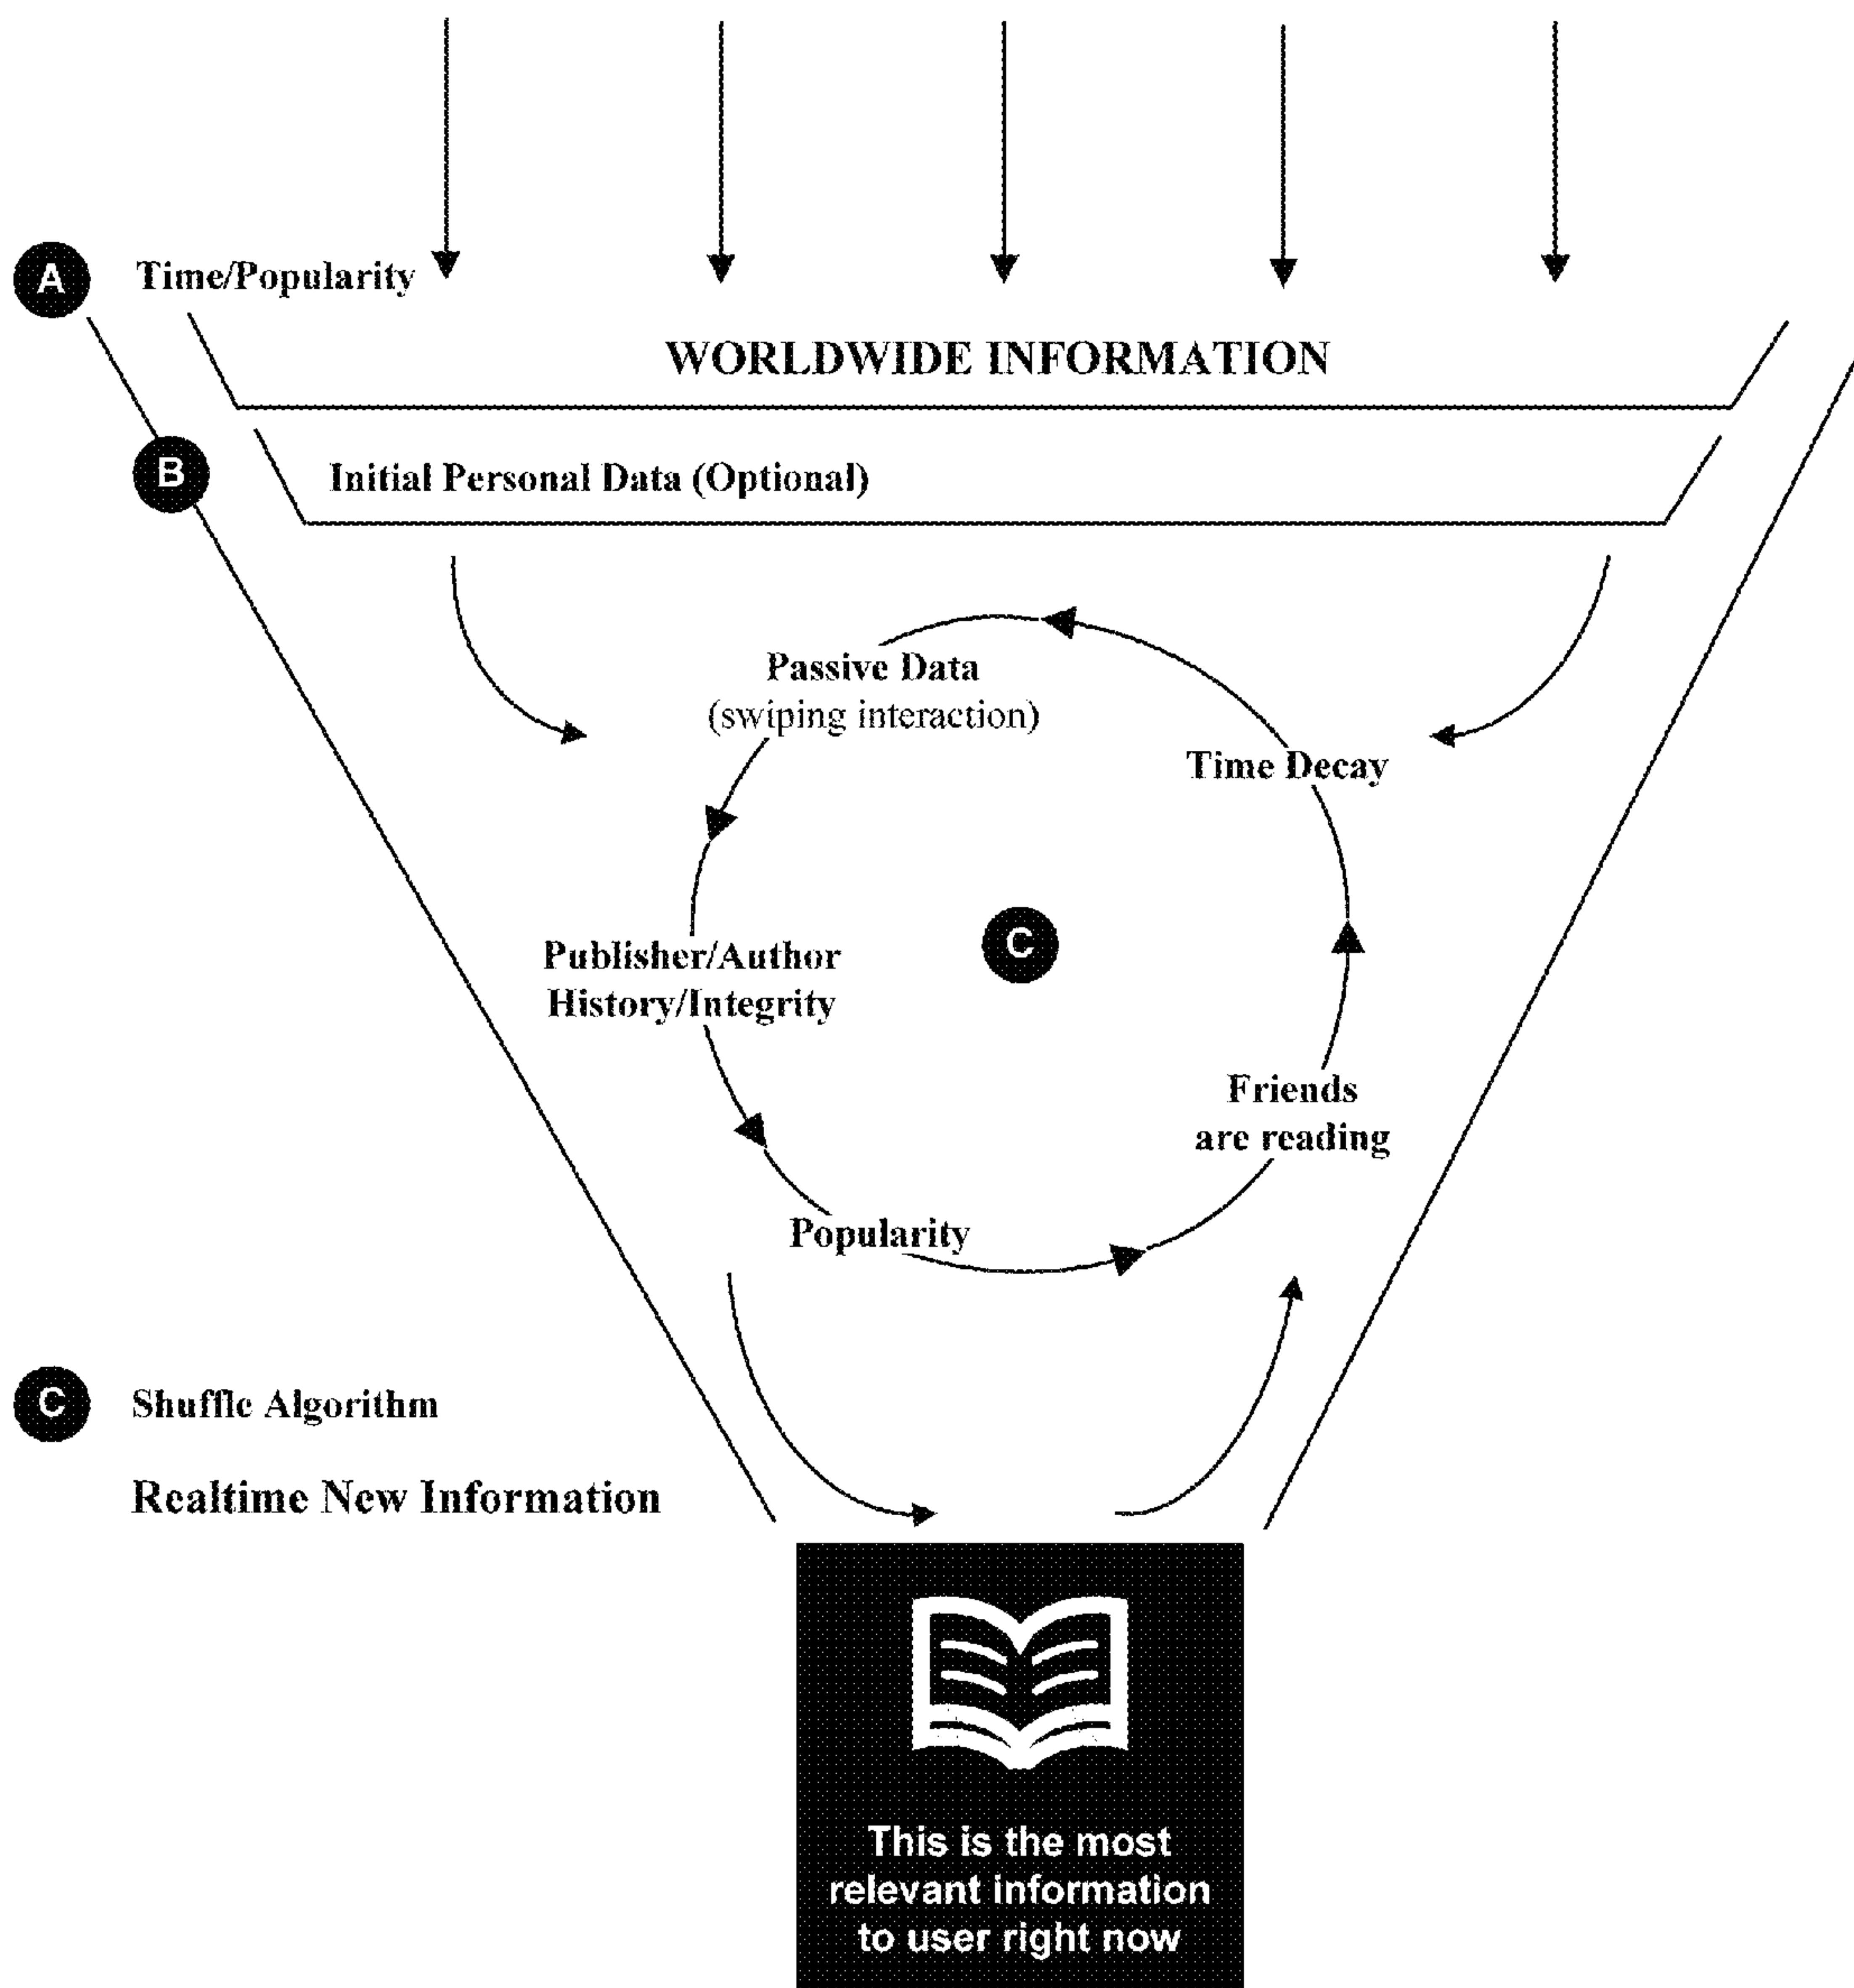 A Time/Popularity
WORLDWIDE INFORMATION
B Initial Personal Data (Optional)
Passive Data
(swiping interaction)
Time Decay
C
Publisher/Author
History/Integrity
Friends
are reading
Popularity
C Shuffle Algorithm
Realtime New Information
This is the most
relevant information
to user right now